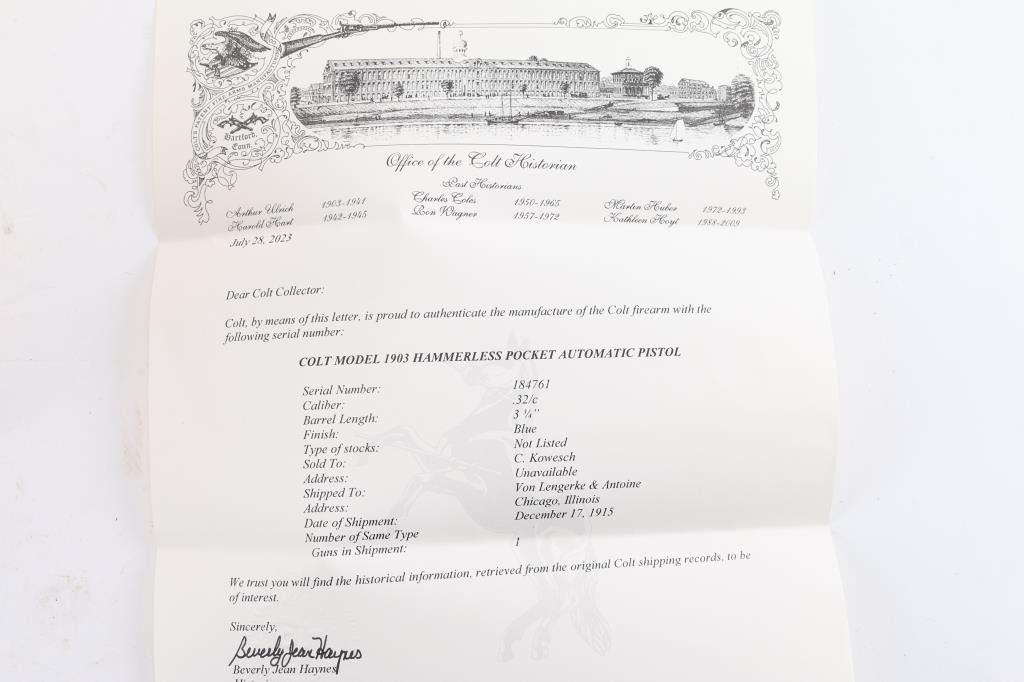 Hartford,
Conn.
Office of the Colt Historian
Past Historians
Arthur Ulrich 1903-1941 Charles Coles 1950-1965 Martin Huber 1972-1993
Harold Hart 1942-1945 Ron Wagner 1957-1972 Kathleen Hoyt 1988-2009
July 28, 2023
Dear Colt Collector:
Colt, by means of this letter, is proud to authenticate the manufacture of the Colt firearm with the
following serial number:
COLT MODEL 1903 HAMMERLESS POCKET AUTOMATIC PISTOL
Serial Number: 184761
Caliber: .32/c
Barrel Length: 3 ¾"
Finish: Blue
Type of stocks: Not Listed
Sold To: C. Kowesch
Address: Unavailable
Shipped To: Von Lengerke & Antoine
Address: Chicago, Illinois
Date of Shipment: December 17, 1915
Number of Same Type
Guns in Shipment: 1
We trust you will find the historical information, retrieved from the original Colt shipping records, to be
of interest.
Sincerely,
Beverly Jean Haynes
Beverly Jean Haynes